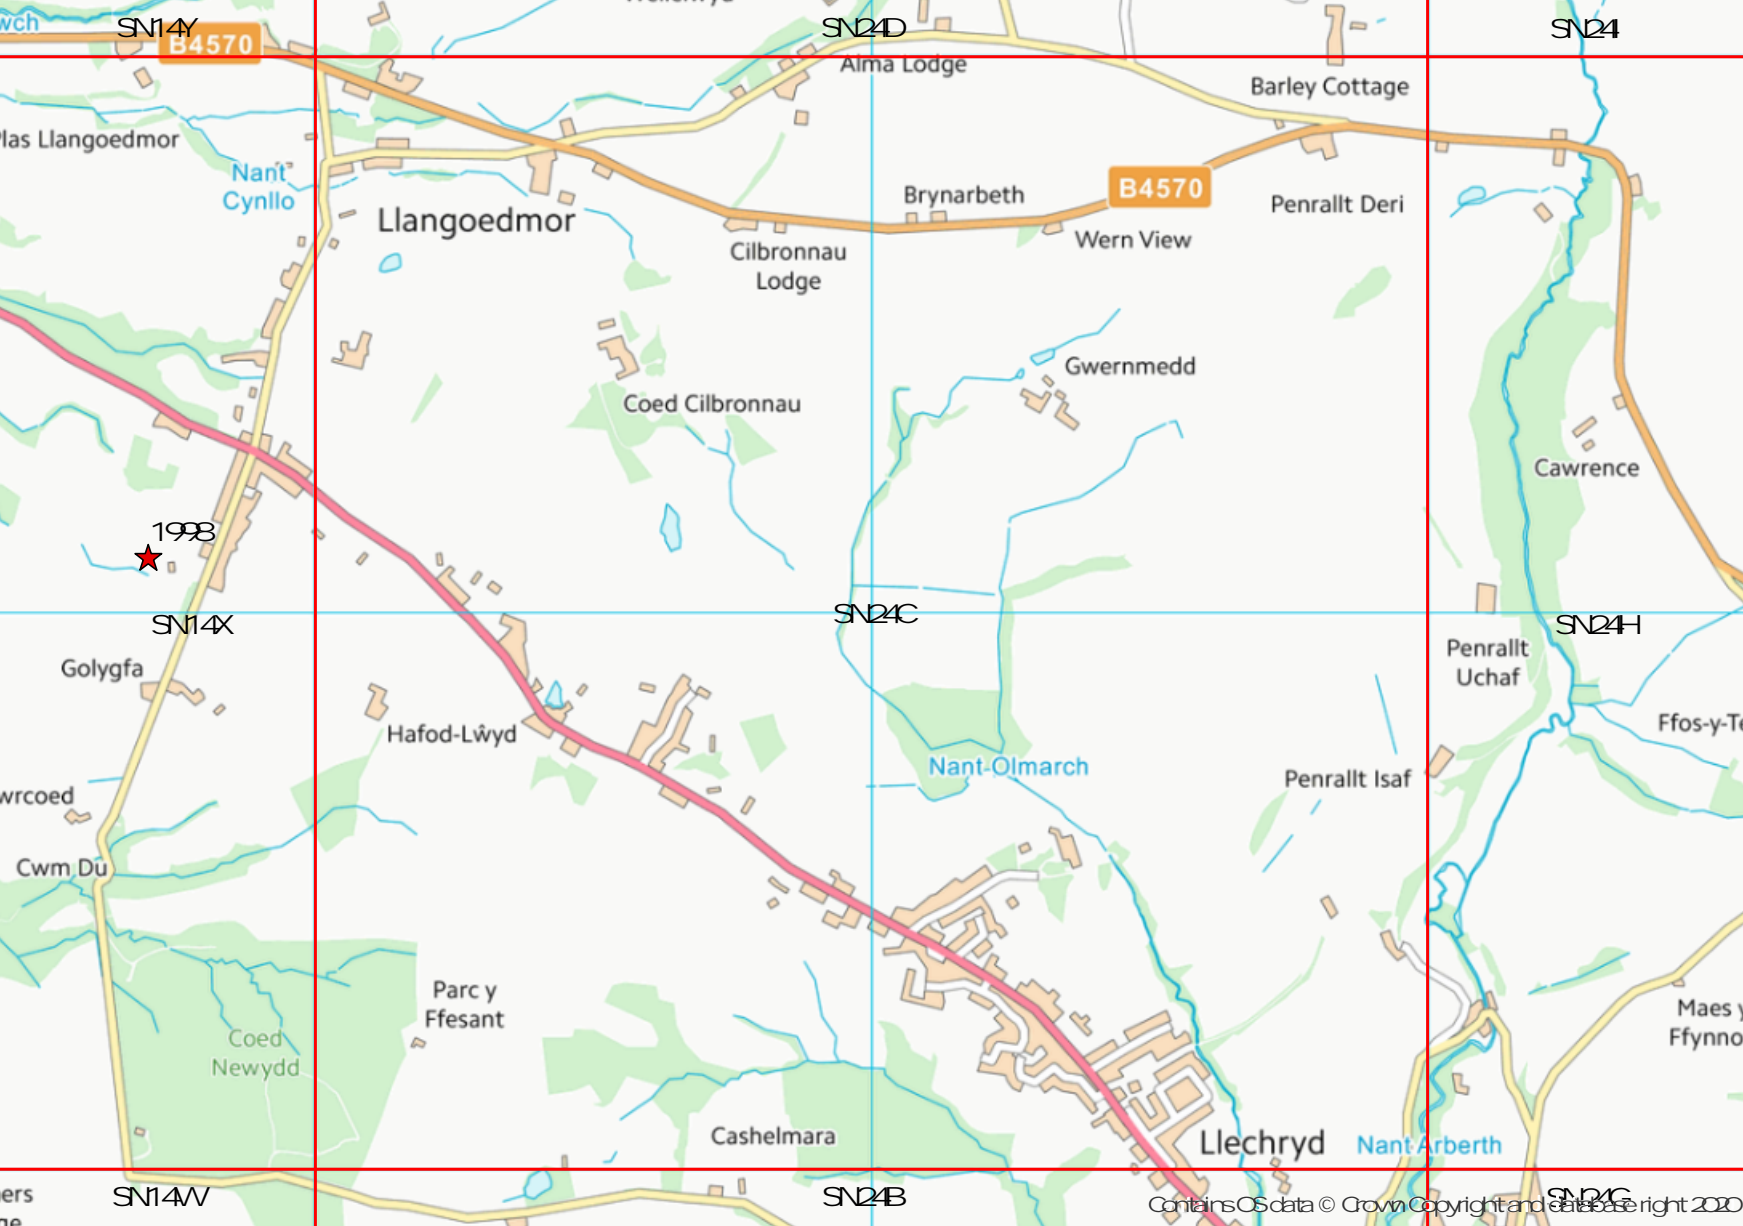 SN14Y
B4570
SN24D
SN24I
Alma Lodge
Barley Cottage
Plas Llangoedmor
Nant
Cynllo
Llangoedmor
Brynarbeth
B4570
Penrallt Deri
Cilbronnau
Lodge
Wern View
Gwernmedd
Coed Cilbronnau
Cawrence
1998
SN14X
SN24C
SN24H
Golygfa
Penrallt
Uchaf
Hafod-Lŵyd
Ffos-y-Te
Nant-Olmarch
Penrallt Isaf
wrcoed
Cwm Du
Parc y
Ffesant
Maes y
Ffynno
Coed
Newydd
Cashelmara
Llechryd
Nant Arberth
SN14W
SN24B
SN24G
ers
Contains OS data © Crown Copyright and database right 2020